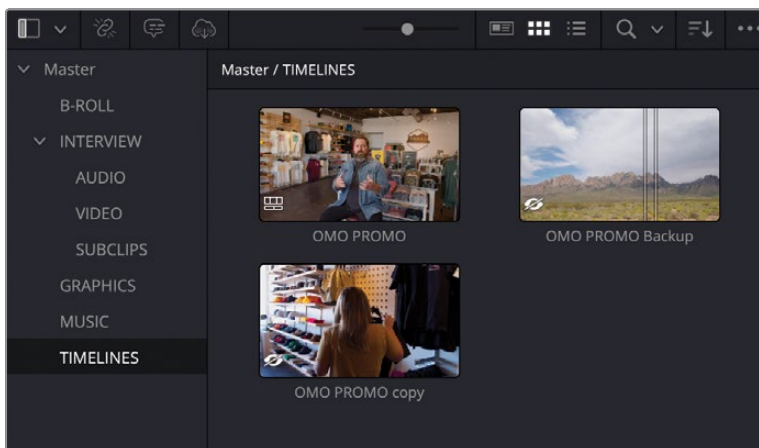 Master
B-ROLL
INTERVIEW
AUDIO
VIDEO
SUBCLIPS
GRAPHICS
MUSIC
TIMELINES
Master / TIMELINES
OMO PROMO
OMO PROMO Backup
OMO PROMO copy